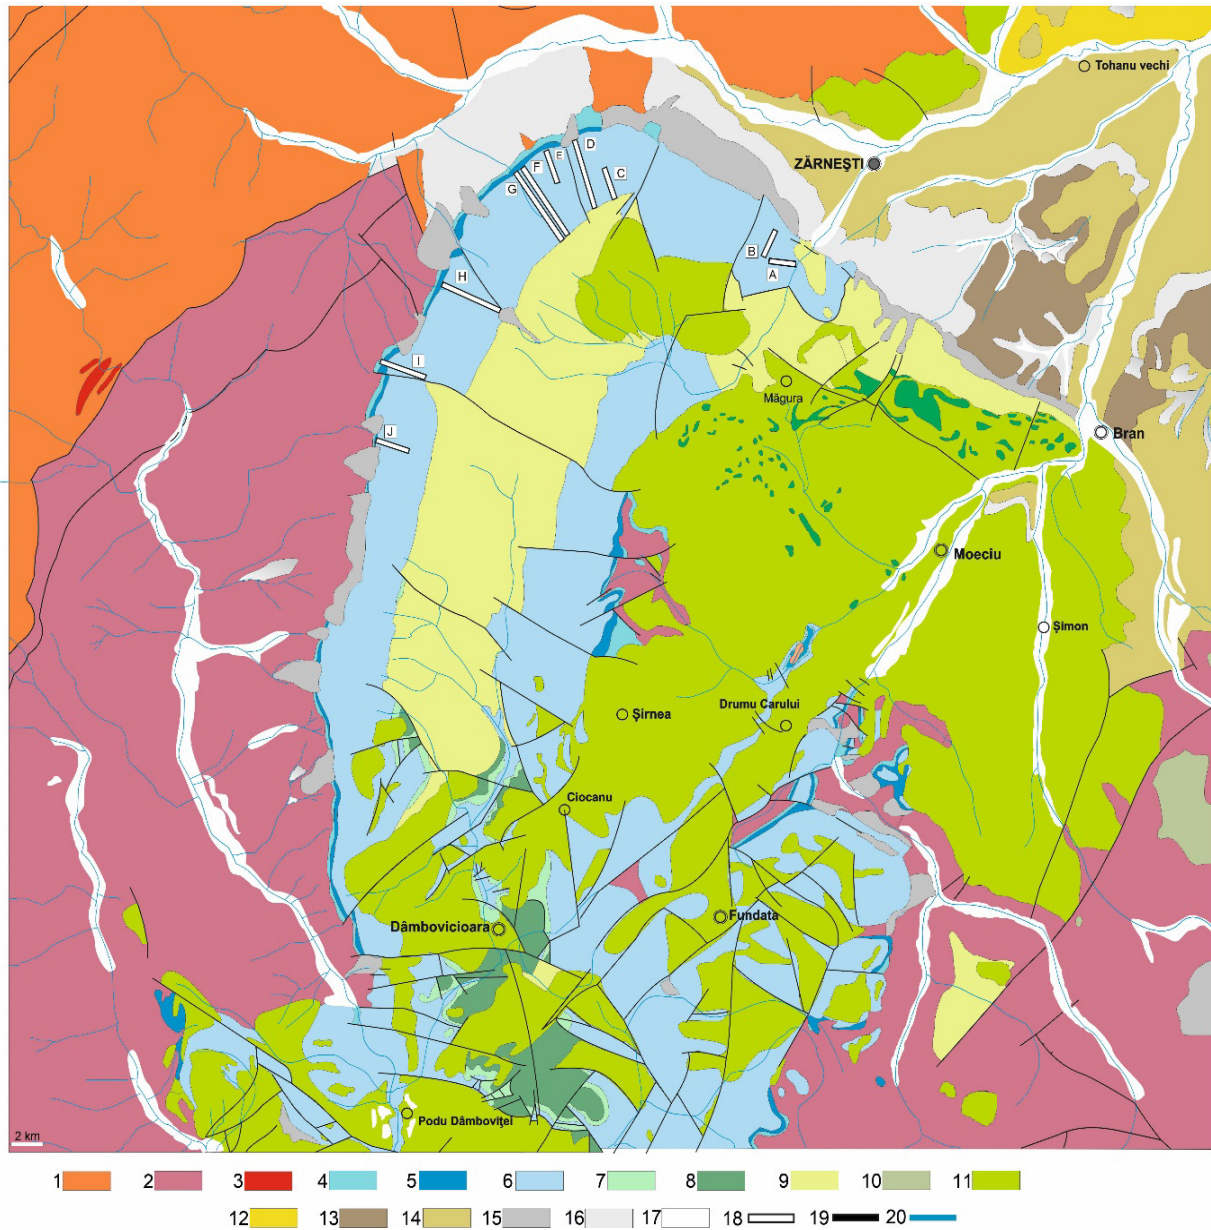 Tohanu vechi
ZĂRNEŞTI
D
E
F
C
G
B
A
H
I
Măgura
J
Bran
Moeciu
Şimon
Şirnea
Drumu Carului
Ciocanu
Fundata
Dâmbovicioara
Podu Dâmboviţei
2 km
1 2 3 4 5 6 7 8 9 10 11
12 13 14 15 16 17 18 19 20